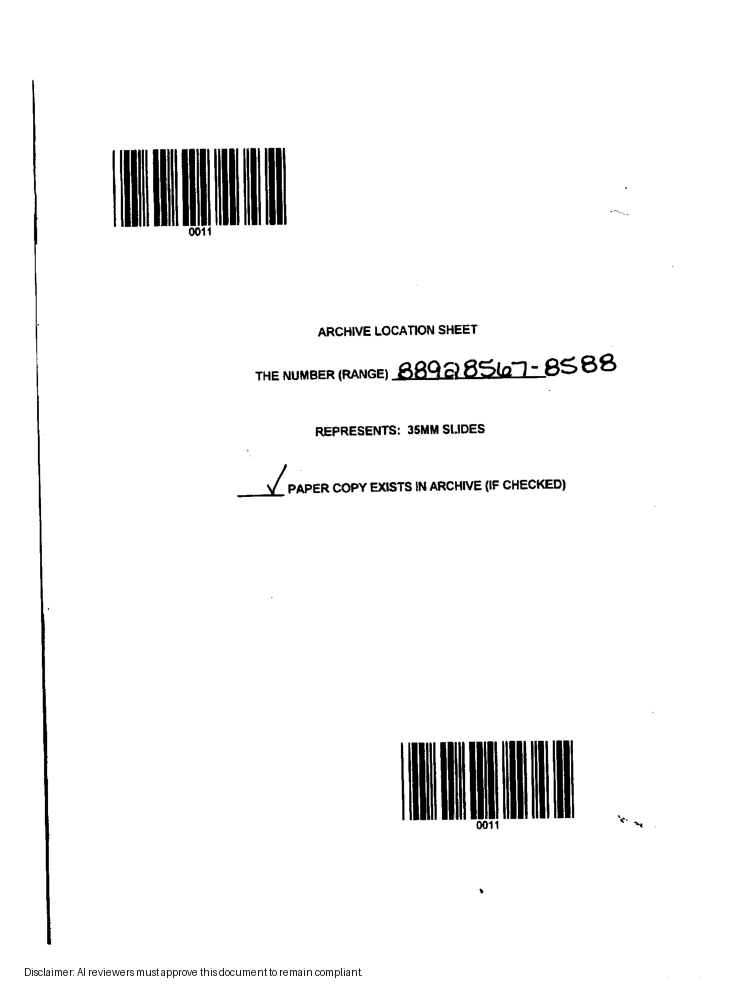 0011
ARCHIVE LOCATION SHEET
THE NUMBER (RANGE) 88928567-8588
REPRESENTS: 35MM SLIDES
✓ PAPER COPY EXISTS IN ARCHIVE (IF CHECKED)
0011
Disclaimer: AI reviewers must approve this document to remain compliant.